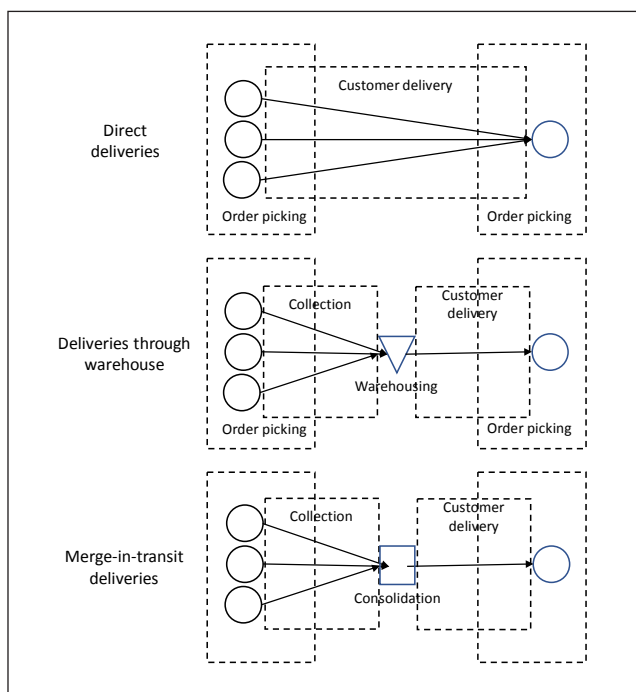 Customer delivery
Direct
deliveries
Order picking
Order picking
Collection
Customer
delivery
Deliveries through
warehouse
Warehousing
Order picking
Order picking
Collection
Customer
delivery
Merge-in-transit
deliveries
Consolidation